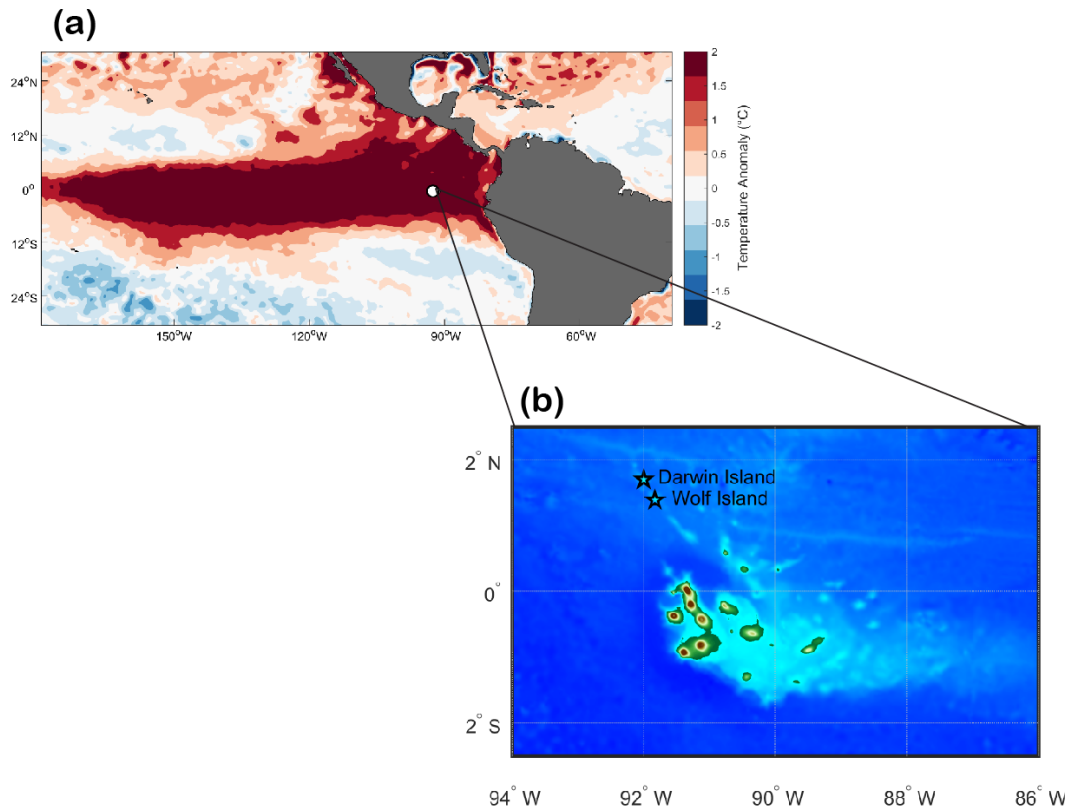 (a)
24°N
12°N
0°
12°S
24°S
150°W
120°W
90°W
60°W
2
1.5
1
0.5
0
-0.5
-1
-1.5
-2
Temperature Anomaly (°C)
(b)
2° N
0°
2° S
Darwin Island
Wolf Island
94° W
92° W
90° W
88° W
86° W